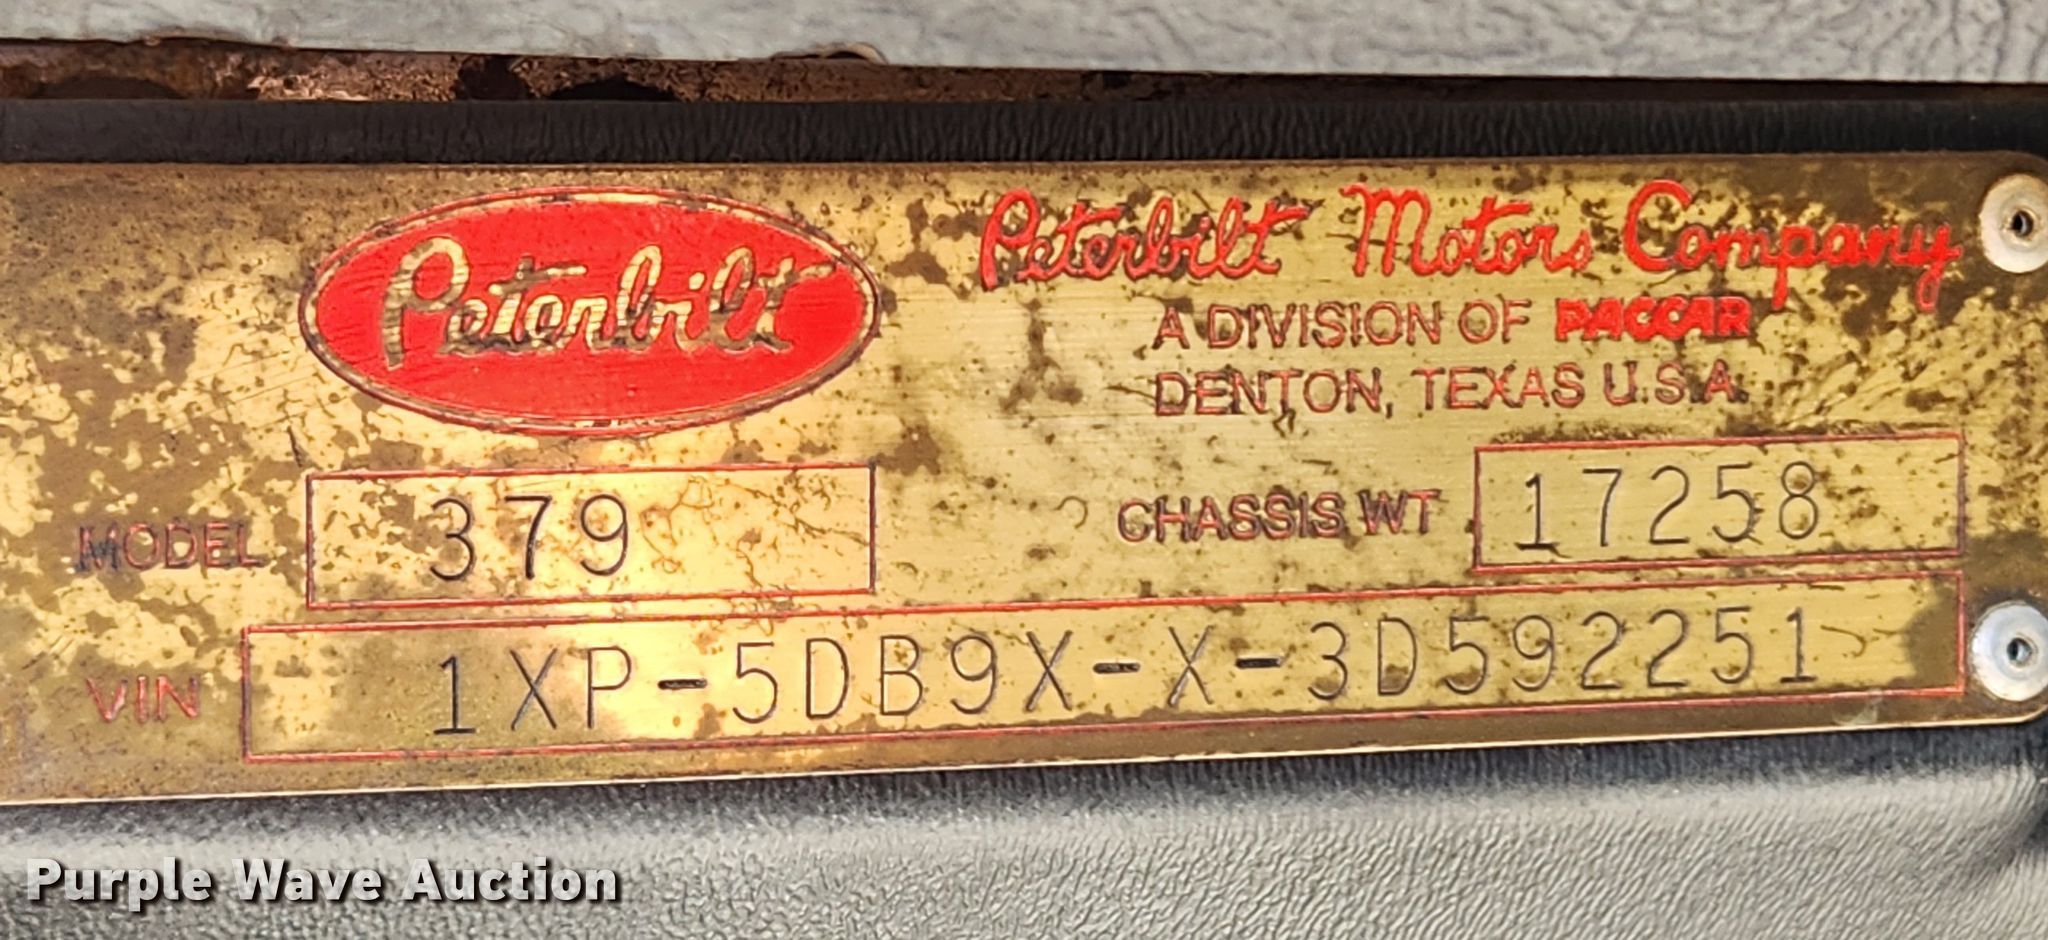 Peterbilt
Peterbilt Motors Company
A DIVISION OF PACCAR
DENTON, TEXAS U.S.A.
MODEL 379
CHASSIS WT 17258
VIN 1XP-5DB9X-X-3D592251
Purple Wave Auction